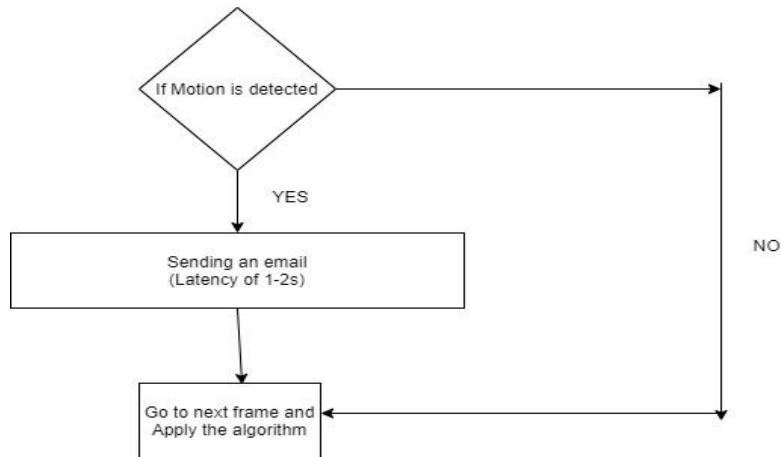 If Motion is detected
YES
NO
Sending an email
(Latency of 1-2s)
Go to next frame and
Apply the algorithm